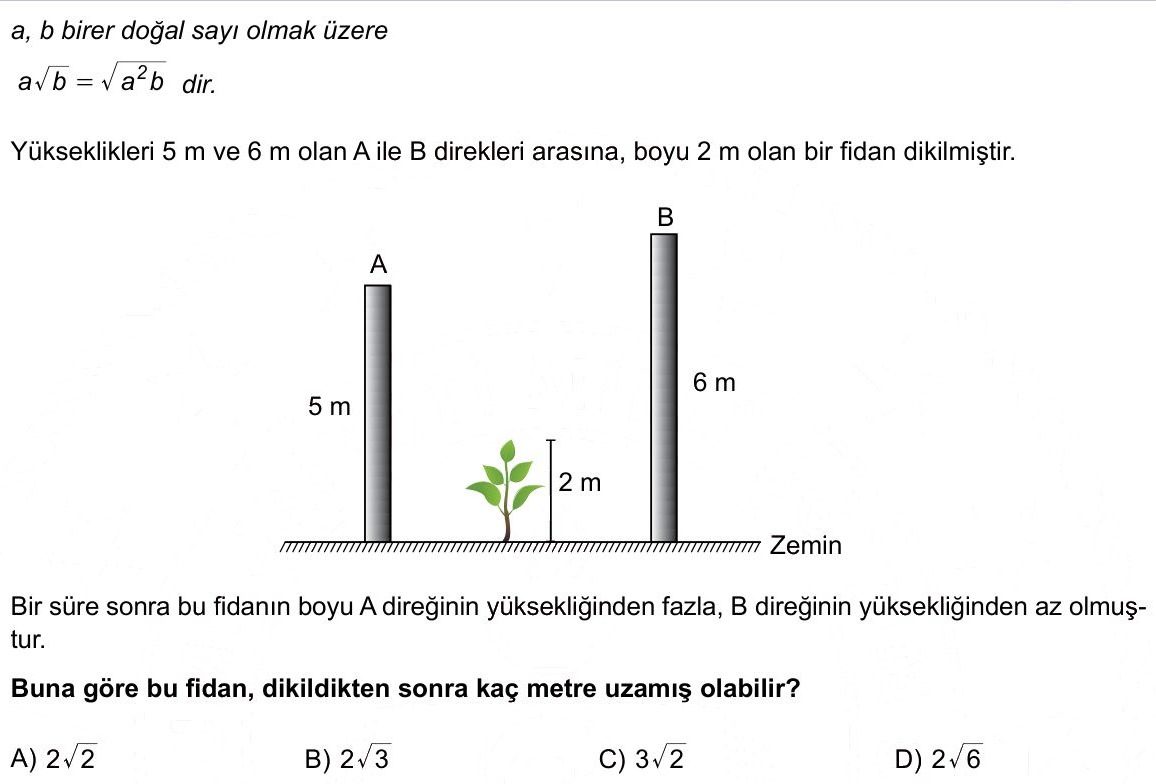 a, b birer doğal sayı olmak üzere
a√b = √a²b dir.
Yükseklikleri 5 m ve 6 m olan A ile B direkleri arasına, boyu 2 m olan bir fidan dikilmiştir.
B
A
6 m
5 m
2 m
Zemin
Bir süre sonra bu fidanın boyu A direğinin yüksekliğinden fazla, B direğinin yüksekliğinden az olmuş-
tur.
Buna göre bu fidan, dikildikten sonra kaç metre uzamış olabilir?
A) 2√2 B) 2√3 C) 3√2 D) 2√6